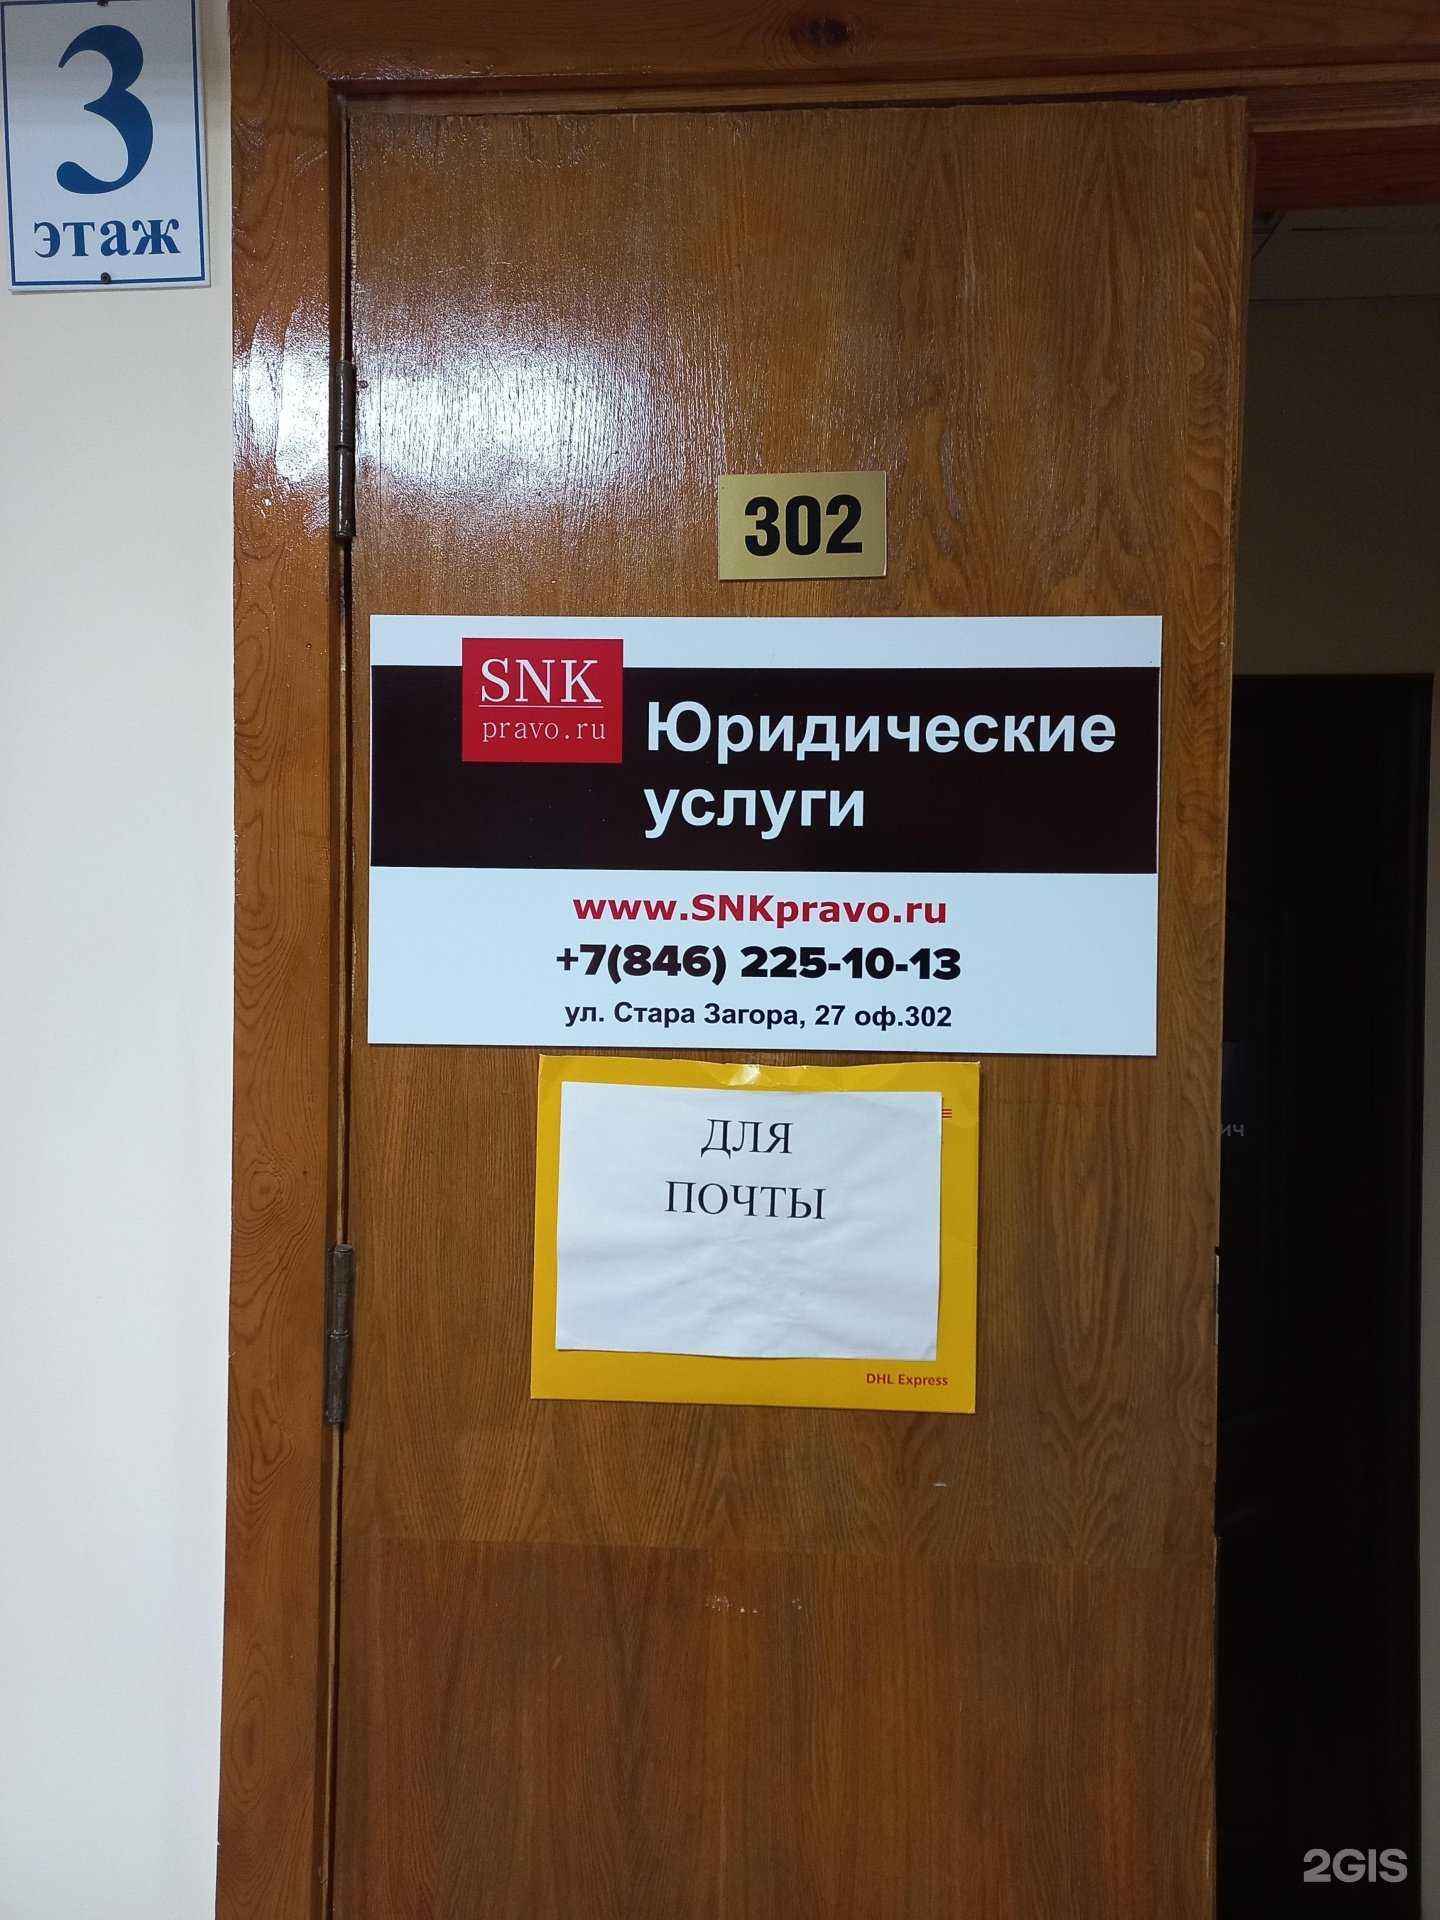 3
этаж
302
SNK
pravo.ru
Юридические
услуги
www.SNKpravo.ru
+7(846) 225-10-13
ул. Стара Загора, 27 оф.302
ДЛЯ
ПОЧТЫ
DHL Express
2GIS